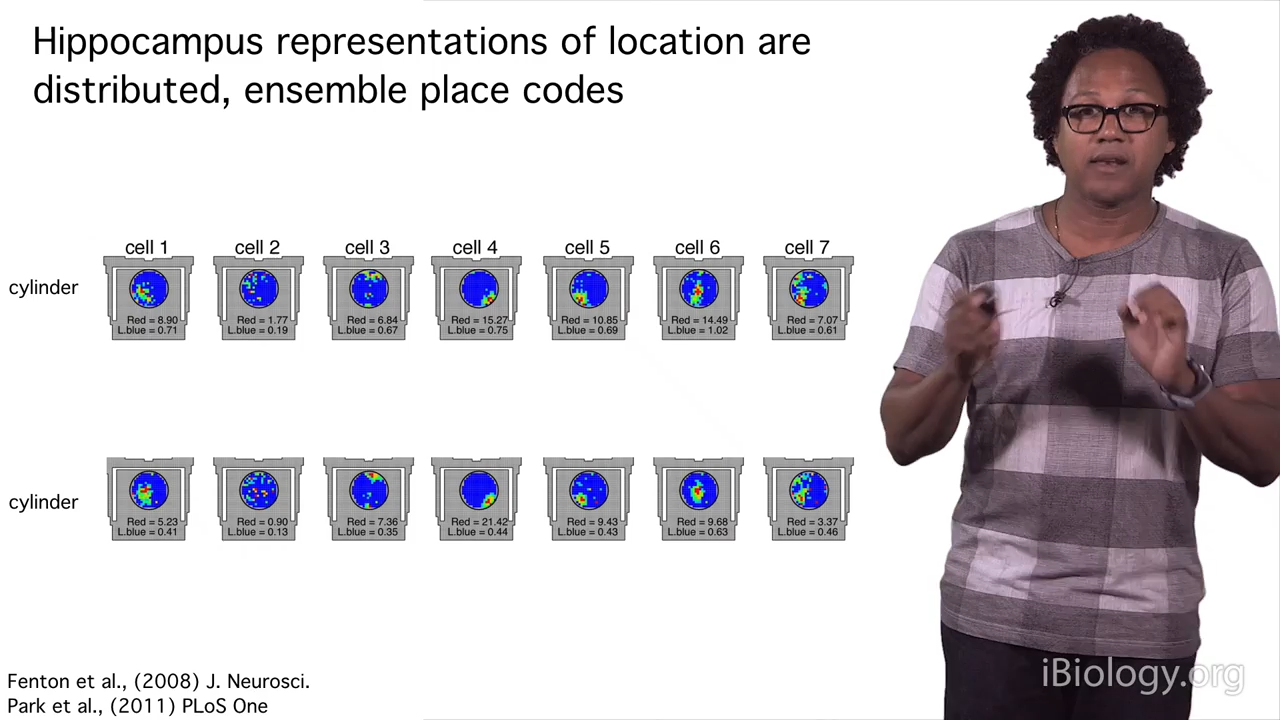 Hippocampus representations of location are
distributed, ensemble place codes
cell 1 cell 2 cell 3 cell 4 cell 5 cell 6 cell 7
cylinder
Red = 8.90 Red = 1.77 Red = 6.84 Red = 15.27 Red = 10.85 Red = 14.49 Red = 7.07
L.blue = 0.71 L.blue = 0.19 L.blue = 0.67 L.blue = 0.75 L.blue = 0.69 L.blue = 1.02 L.blue = 0.61
cylinder
Red = 5.23 Red = 0.90 Red = 7.36 Red = 21.42 Red = 9.43 Red = 9.68 Red = 3.37
L.blue = 0.41 L.blue = 0.13 L.blue = 0.35 L.blue = 0.44 L.blue = 0.43 L.blue = 0.63 L.blue = 0.46
Fenton et al., (2008) J. Neurosci.
Park et al., (2011) PLoS One
iBiology.org